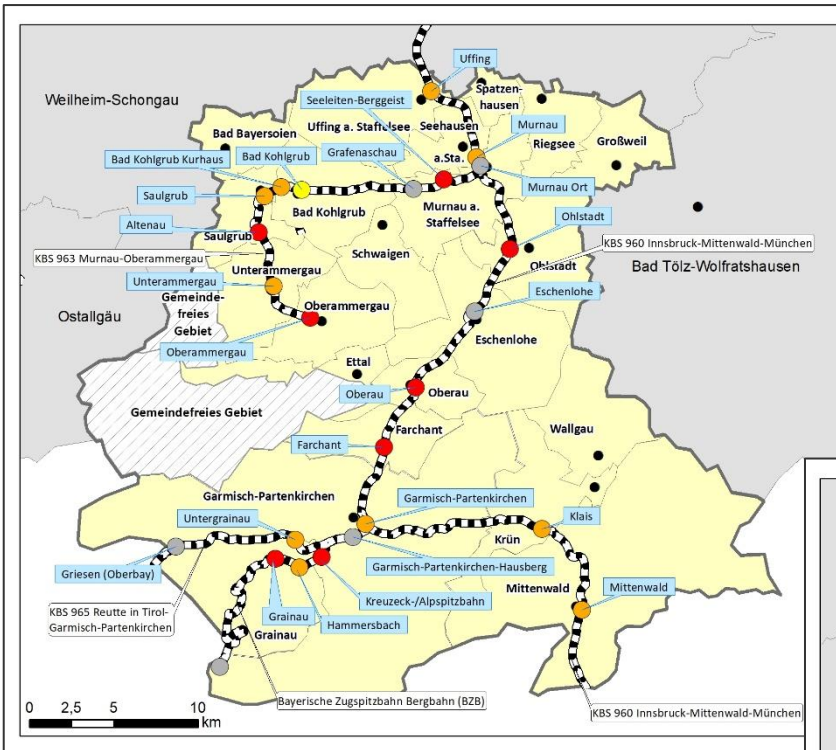 Uffing
Spatzen-
hausen
Weilheim-Schongau
Seeleiten-Berggeist
Murnau
Uffing a. Staffelsee
Seehausen
a.Sta.
Riegsee
Großweil
Bad Bayersoien
Grafenaschau
Bad Kohlgrub Kurhaus
Bad Kohlgrub
Murnau Ort
Saulgrub
Bad Kohlgrub
Murnau a.
Staffelsee
Ohlstadt
Altenau
Saulgrub
Schwaigen
Ohlstadt
KBS 960 Innsbruck-Mittenwald-München
KBS 963 Murnau-Oberammergau
Bad Tölz-Wolfratshausen
Unterammergau
Unterammergau
Eschenlohe
Gemeinde-
freies
Gebiet
Oberammergau
Ostallgäu
Eschenlohe
Oberammergau
Ettal
Oberau
Oberau
Gemeindefreies Gebiet
Farchant
Wallgau
Farchant
Garmisch-Partenkirchen
Garmisch-Partenkirchen
Untergrainau
Klais
Krün
Griesen (Oberbay)
Garmisch-Partenkirchen-Hausberg
Mittenwald
Mittenwald
Kreuzeck-/Alpspitzbahn
KBS 965 Reutte in Tirol-
Garmisch-Partenkirchen
Grainau
Hammersbach
Grainau
Bayerische Zugspitzbahn Bergbahn (BZB)
KBS 960 Innsbruck-Mittenwald-München
0 2,5 5 10
km